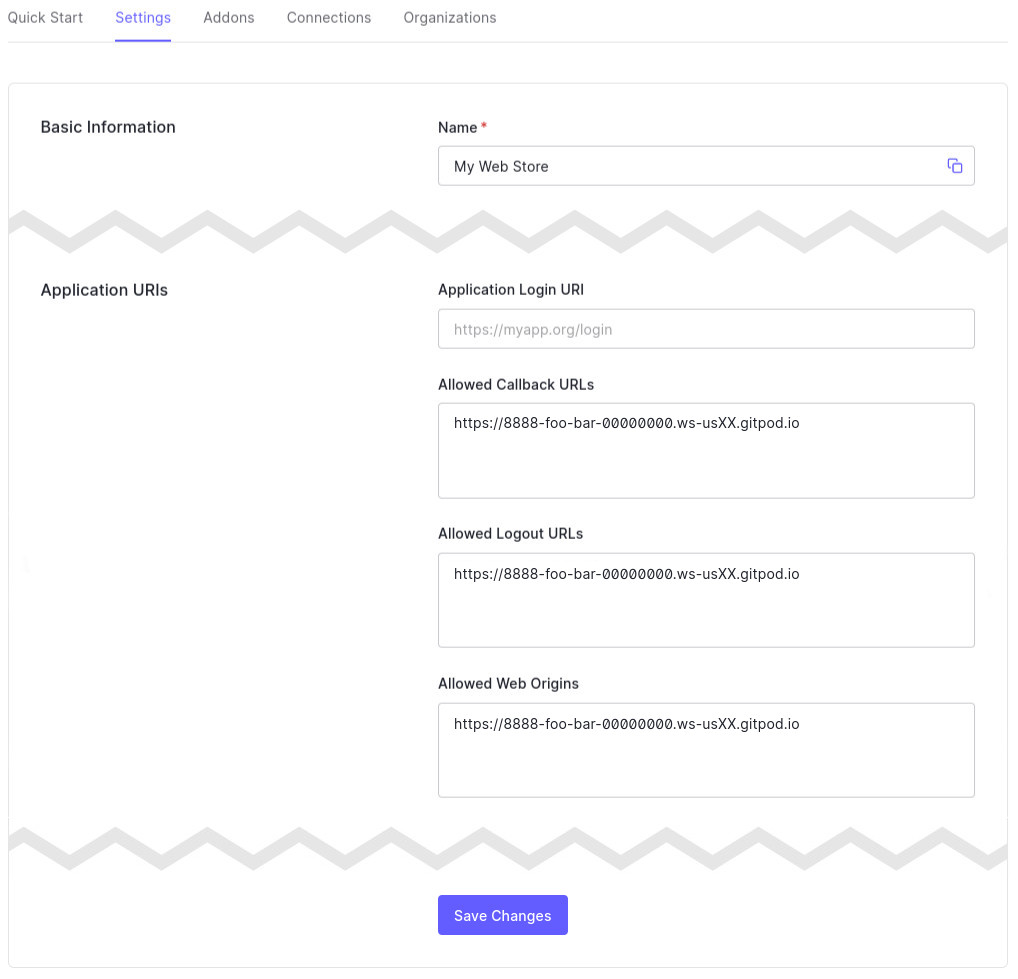 Quick Start Settings Addons Connections Organizations
Basic Information
Name *
My Web Store
Application URIs
Application Login URI
https://myapp.org/login
Allowed Callback URLs
https://8888-foo-bar-00000000.ws-usXX.gitpod.io
Allowed Logout URLs
https://8888-foo-bar-00000000.ws-usXX.gitpod.io
Allowed Web Origins
https://8888-foo-bar-00000000.ws-usXX.gitpod.io
Save Changes